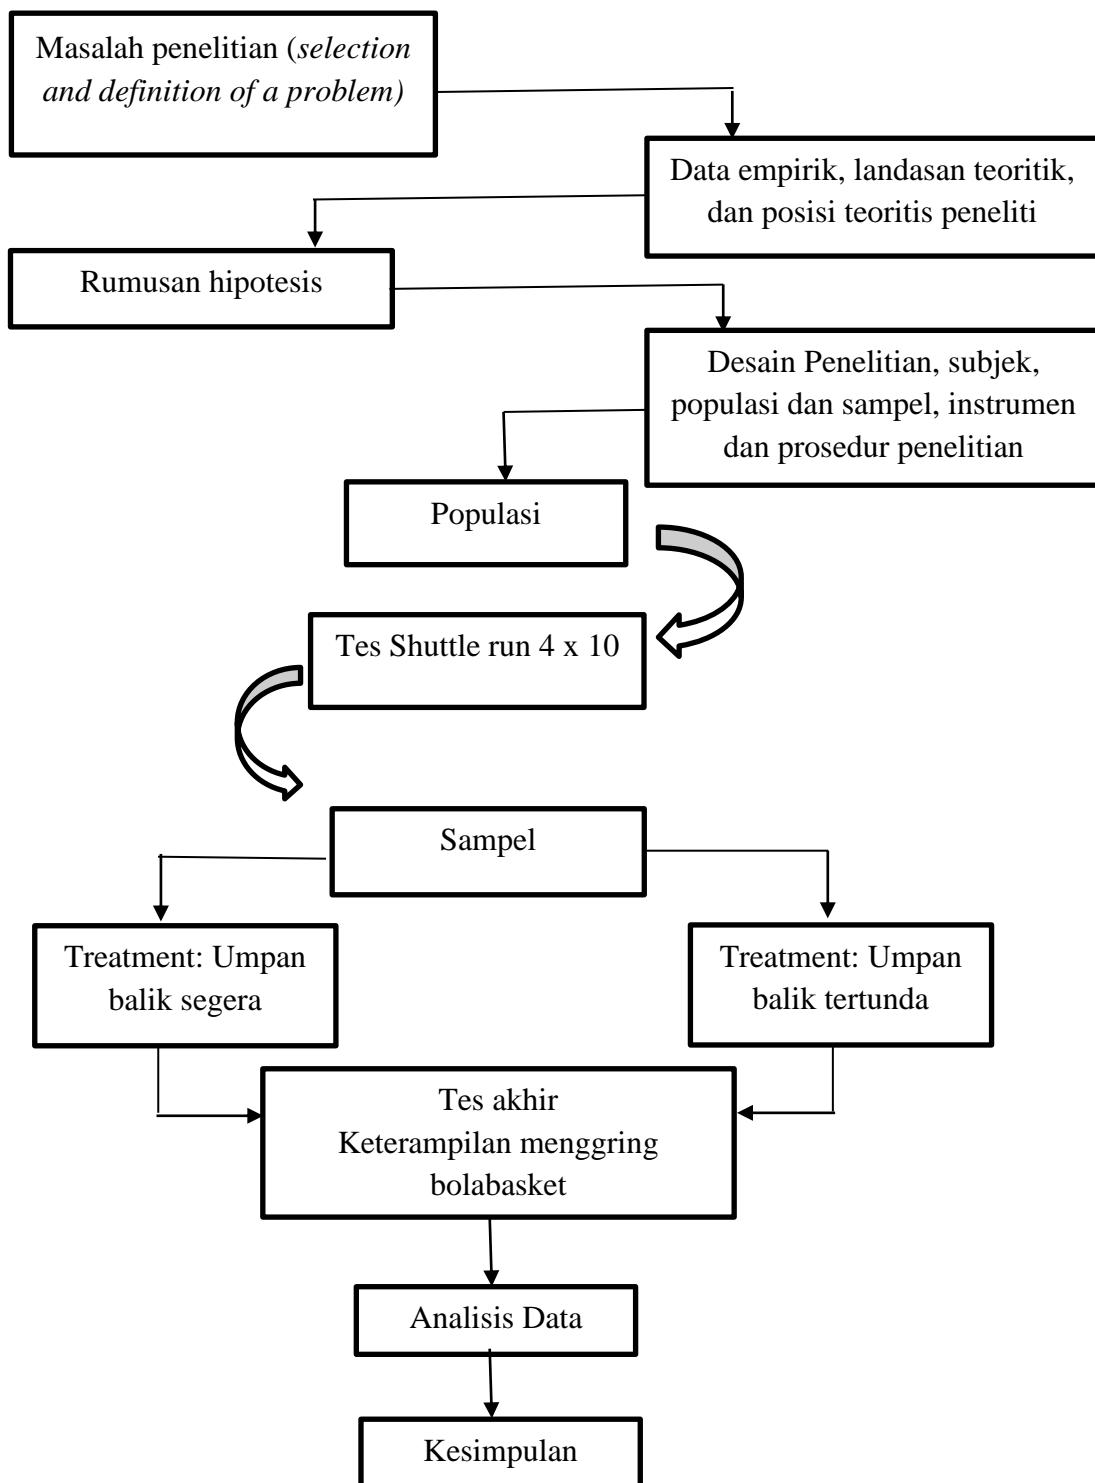 Masalah penelitian (selection
and definition of a problem)
Data empirik, landasan teoritik,
dan posisi teoritis peneliti
Rumusan hipotesis
Desain Penelitian, subjek,
populasi dan sampel, instrumen
dan prosedur penelitian
Populasi
Tes Shuttle run 4 x 10
Sampel
Treatment: Umpan
balik segera
Treatment: Umpan
balik tertunda
Tes akhir
Keterampilan menggring
bolabasket
Analisis Data
Kesimpulan